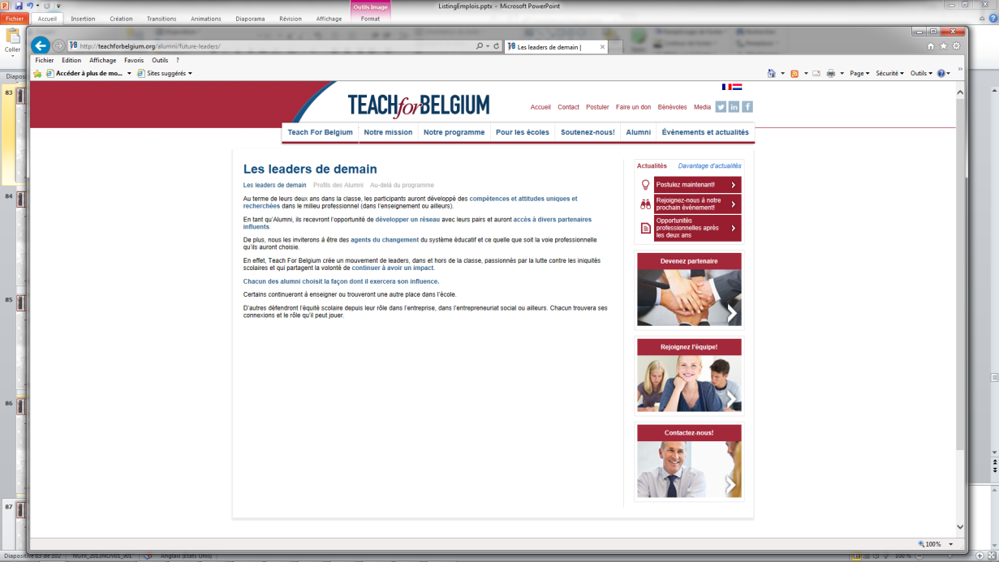 ListingEmplois.pptx – Microsoft PowerPoint
Outils Image
Fichier Accueil Insertion Création Transitions Animations Diaporama Révision Affichage Format
Coller
http://teachforbelgium.org/alumni/future-leaders/
Les leaders de demain |
Fichier Edition Affichage Favoris Outils ?
Accéder à plus de mo... Sites suggérés
Page Sécurité Outils
83
84
85
86
87
TEACHforBELGIUM
Accueil Contact Postuler Faire un don Bénévoles Media
Teach For Belgium Notre mission Notre programme Pour les écoles Soutenez-nous! Alumni Évènements et actualités
Les leaders de demain
Les leaders de demain Profils des Alumni Au-delà du programme
Au terme de leurs deux ans dans la classe, les participants auront développé des compétences et attitudes uniques et
recherchées dans le milieu professionnel (dans l'enseignement ou ailleurs).
En tant qu'Alumni, ils recevront l'opportunité de développer un réseau avec leurs pairs et auront accès à divers partenaires
influents.
De plus, nous les inviterons à être des agents du changement du système éducatif et ce quelle que soit la voie professionnelle
qu'ils auront choisie.
En effet, Teach For Belgium crée un mouvement de leaders, dans et hors de la classe, passionnés par la lutte contre les iniquités
scolaires et qui partagent la volonté de continuer à avoir un impact.
Chacun des alumni choisit la façon dont il exercera son influence.
Certains continueront à enseigner ou trouveront une autre place dans l'école.
D'autres défendront l'équité scolaire depuis leur rôle dans l'entreprise, dans l'entrepreneuriat social ou ailleurs. Chacun trouvera ses
connexions et le rôle qu'il peut jouer.
Actualités Davantage d'actualités
Postulez maintenant!
Rejoignez-nous à notre
prochain évènement!
Opportunités
professionnelles après
les deux ans
Devenez partenaire
Rejoignez l'équipe!
Contactez-nous!
100%
Diapositive 83 de 102 Anglais (États Unis) 100 %